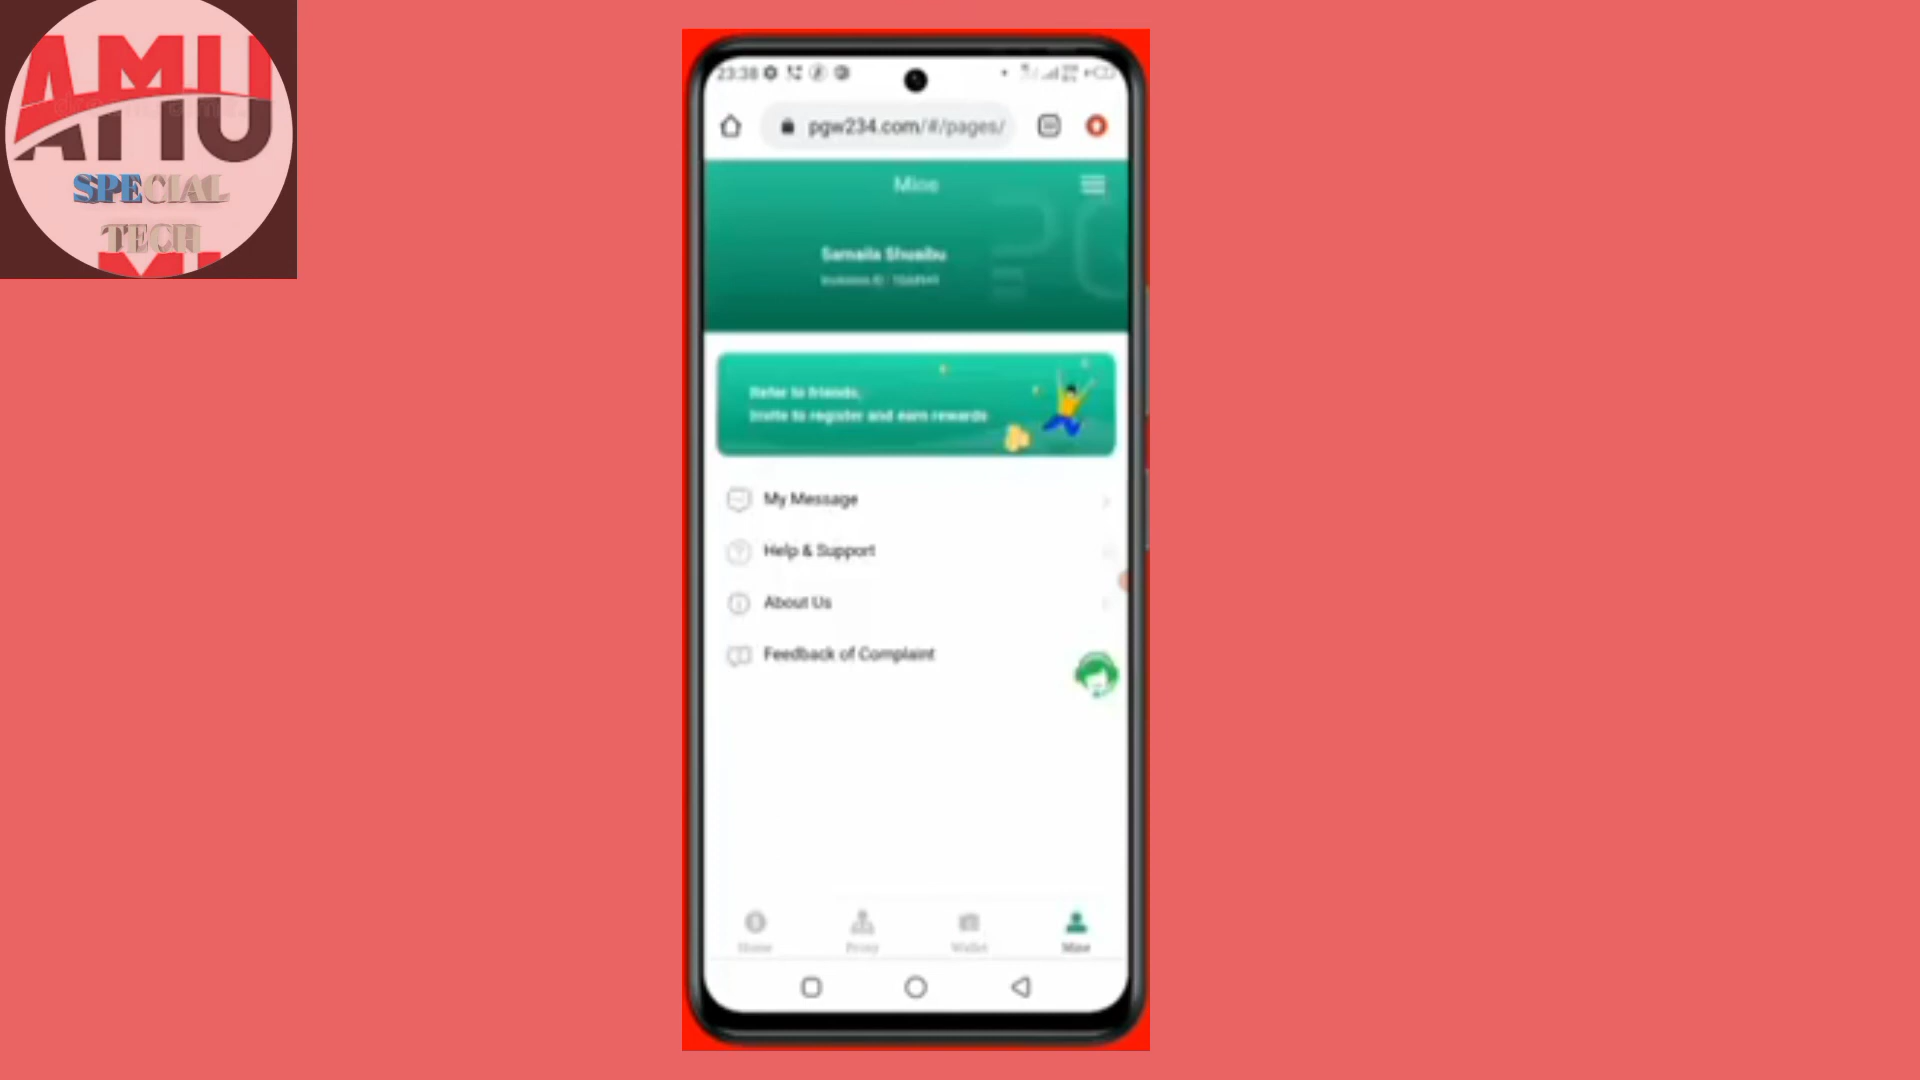 AMU
SPECIAL
TECH
23:38
pgw234.com/#/pages/
Mine
Samaila Shuaibu
Refer to friends,
Invite to register and earn rewards
My Message
Help & Support
About Us
Feedback of Complaint
Home
Proxy
Wallet
Mine